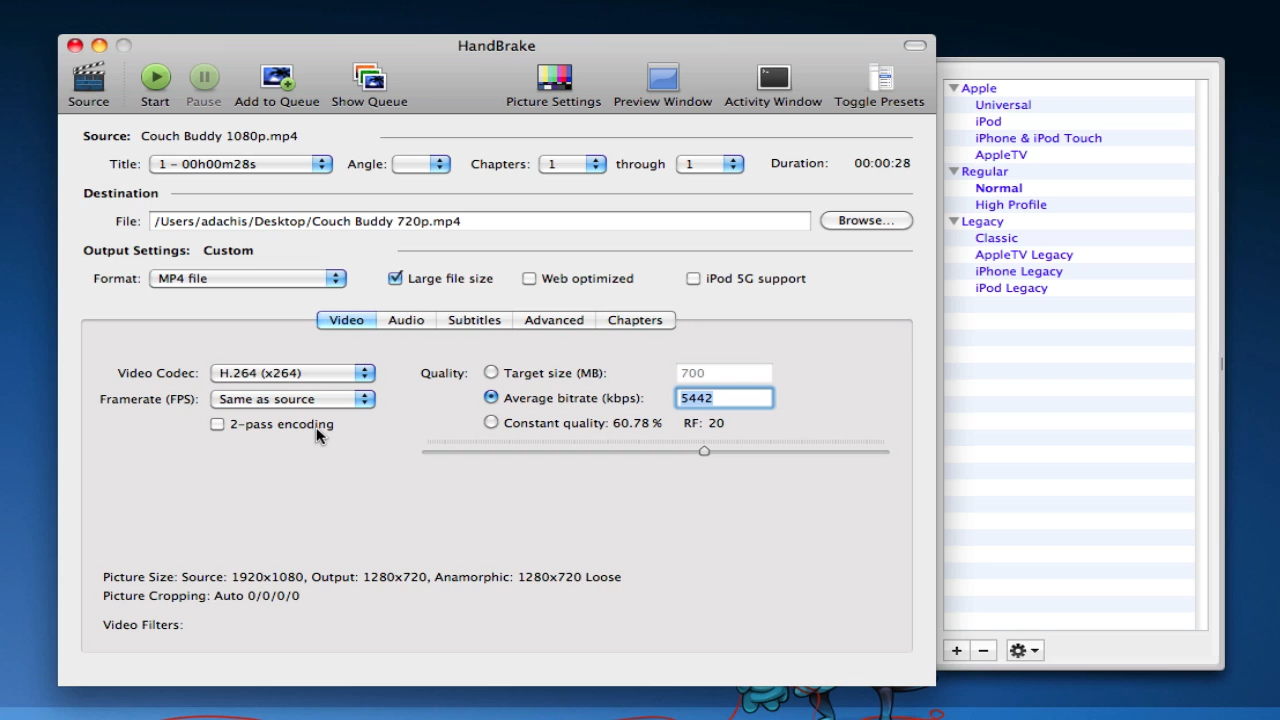 HandBrake
Source Start Pause Add to Queue Show Queue Picture Settings Preview Window Activity Window Toggle Presets
Source: Couch Buddy 1080p.mp4
Title: 1 - 00h00m28s Angle: Chapters: 1 through 1 Duration: 00:00:28
Destination
File: /Users/adachis/Desktop/Couch Buddy 720p.mp4 Browse...
Output Settings: Custom
Format: MP4 file Large file size Web optimized iPod 5G support
Video Audio Subtitles Advanced Chapters
Video Codec: H.264 (x264) Quality: Target size (MB): 700
Framerate (FPS): Same as source Average bitrate (kbps): 5442
2-pass encoding Constant quality: 60.78 % RF: 20
Picture Size: Source: 1920x1080, Output: 1280x720, Anamorphic: 1280x720 Loose
Picture Cropping: Auto 0/0/0/0
Video Filters:
Apple
Universal
iPod
iPhone & iPod Touch
AppleTV
Regular
Normal
High Profile
Legacy
Classic
AppleTV Legacy
iPhone Legacy
iPod Legacy